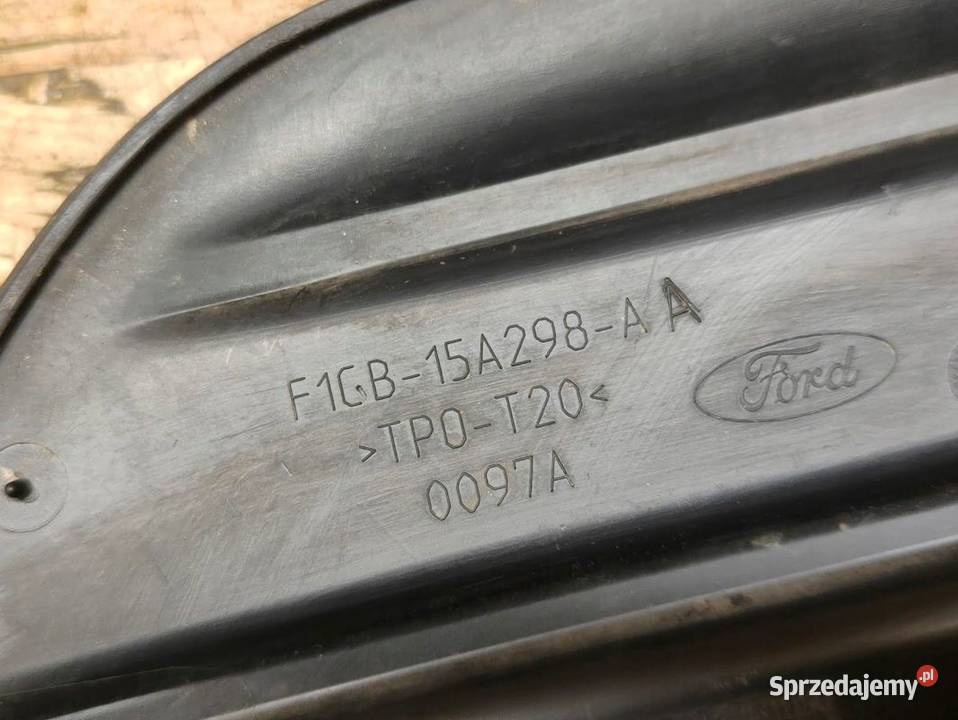 F1GB-15A298-AA
>TPO-T20<
0097A
Ford
Sprzedajemy.pl